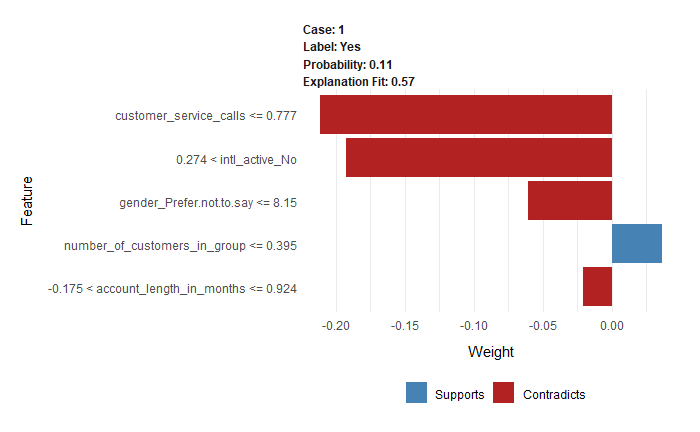 Case: 1
Label: Yes
Probability: 0.11
Explanation Fit: 0.57
customer_service_calls <= 0.777
0.274 < intl_active_No
gender_Prefer.not.to.say <= 8.15
number_of_customers_in_group <= 0.395
-0.175 < account_length_in_months <= 0.924
Feature
-0.20 -0.15 -0.10 -0.05 0.00
Weight
Supports Contradicts